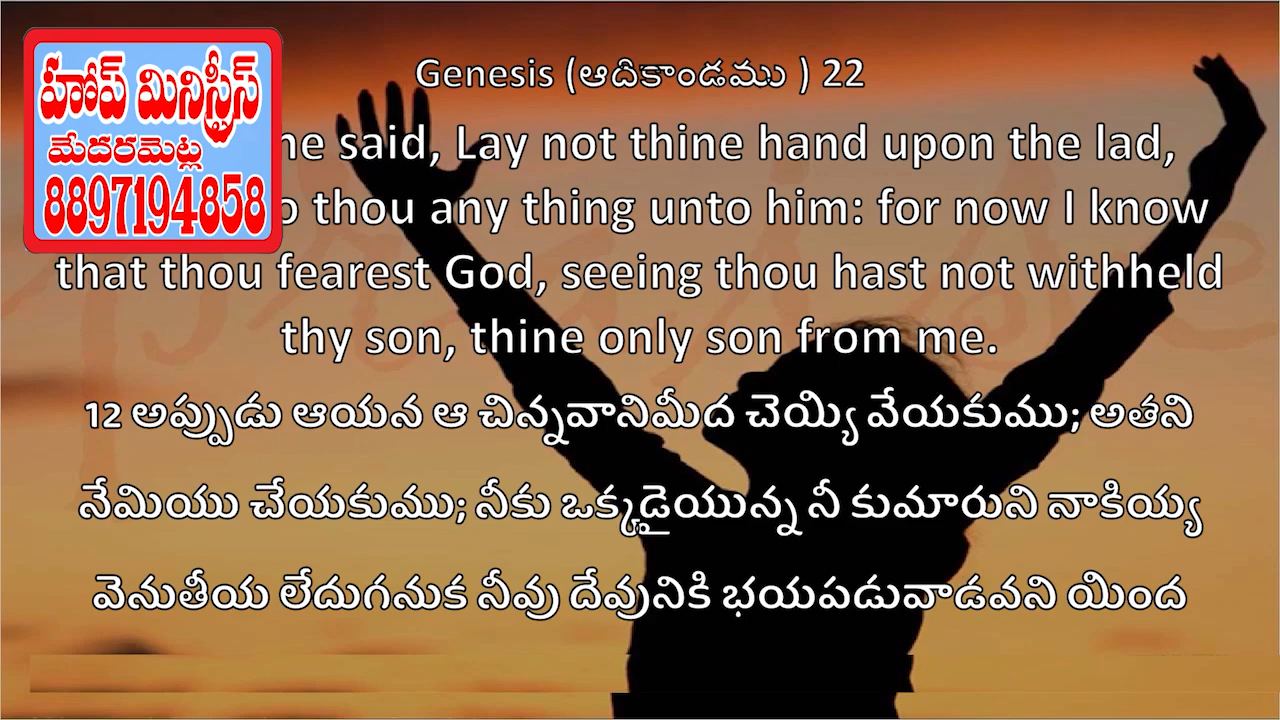 హోప్ మినిస్ట్రీస్
మేదరమెట్ల
8897194858
Genesis (ఆదికాండము ) 22
he said, Lay not thine hand upon the lad,
thou any thing unto him: for now I know
that thou fearest God, seeing thou hast not withheld
thy son, thine only son from me.
12 అప్పుడు ఆయన ఆ చిన్నవానిమీద చెయ్యి వేయకుము; అతని
నేమియు చేయకుము; నీకు ఒక్కడైయున్న నీ కుమారుని నాకియ్య
వెనుతీయ లేదుగనుక నీవు దేవునికి భయపడువాడవని యింద